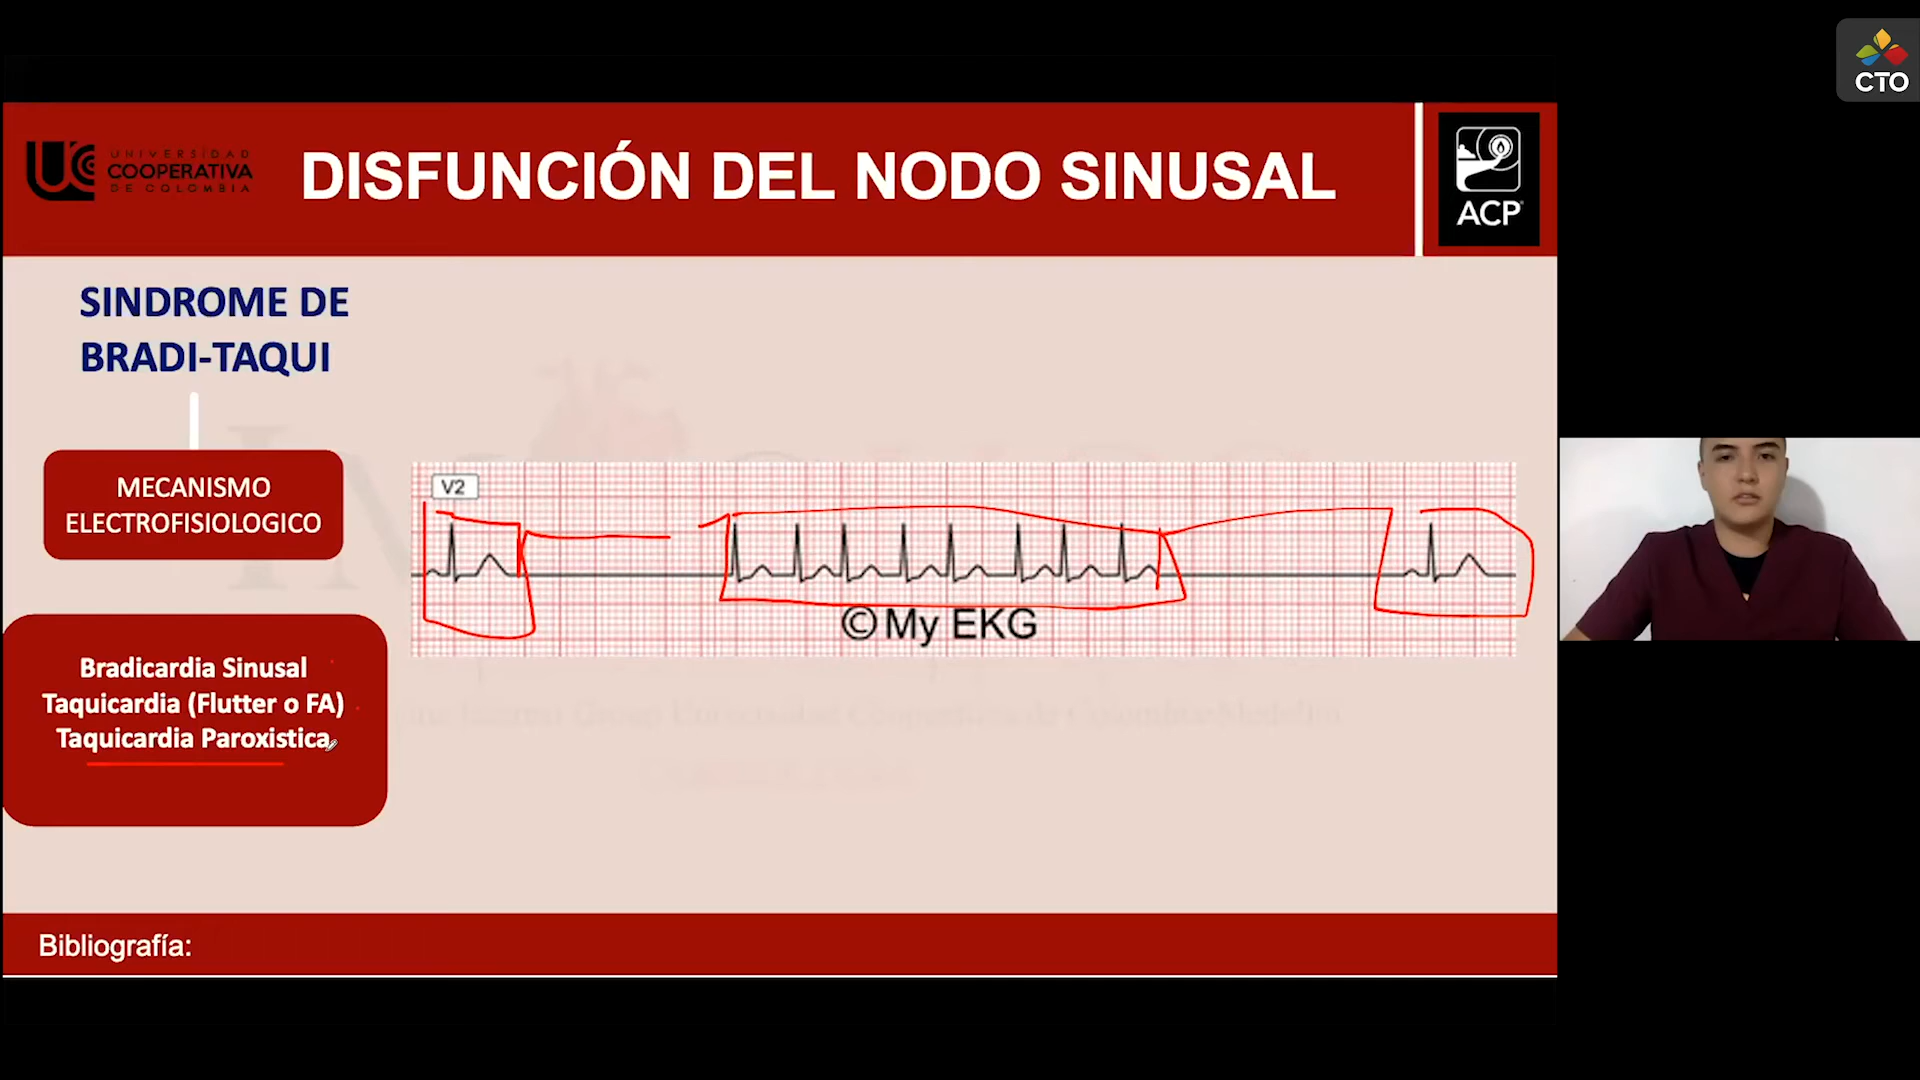 CTO
UNIVERSIDAD
COOPERATIVA
DE COLOMBIA
DISFUNCIÓN DEL NODO SINUSAL
ACP
SINDROME DE
BRADI-TAQUI
MECANISMO
ELECTROFISIOLOGICO
V2
©My EKG
Bradicardia Sinusal
Taquicardia (Flutter o FA)
Taquicardia Paroxistica
Bibliografía: